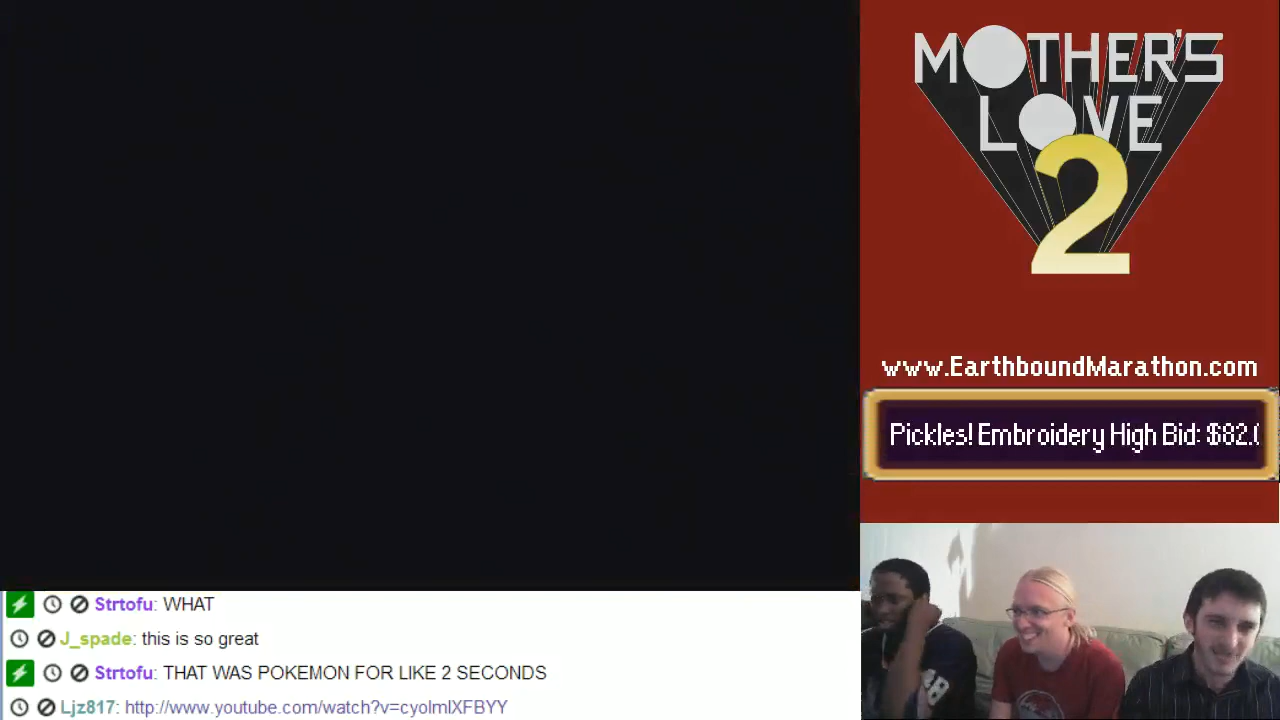 MOTHER'S
LOVE
2
www.EarthboundMarathon.com
Pickles! Embroidery High Bid: $82.
Strtofu: WHAT
J_spade: this is so great
Strtofu: THAT WAS POKEMON FOR LIKE 2 SECONDS
Ljz817: http://www.youtube.com/watch?v=cyolmlXFBYY